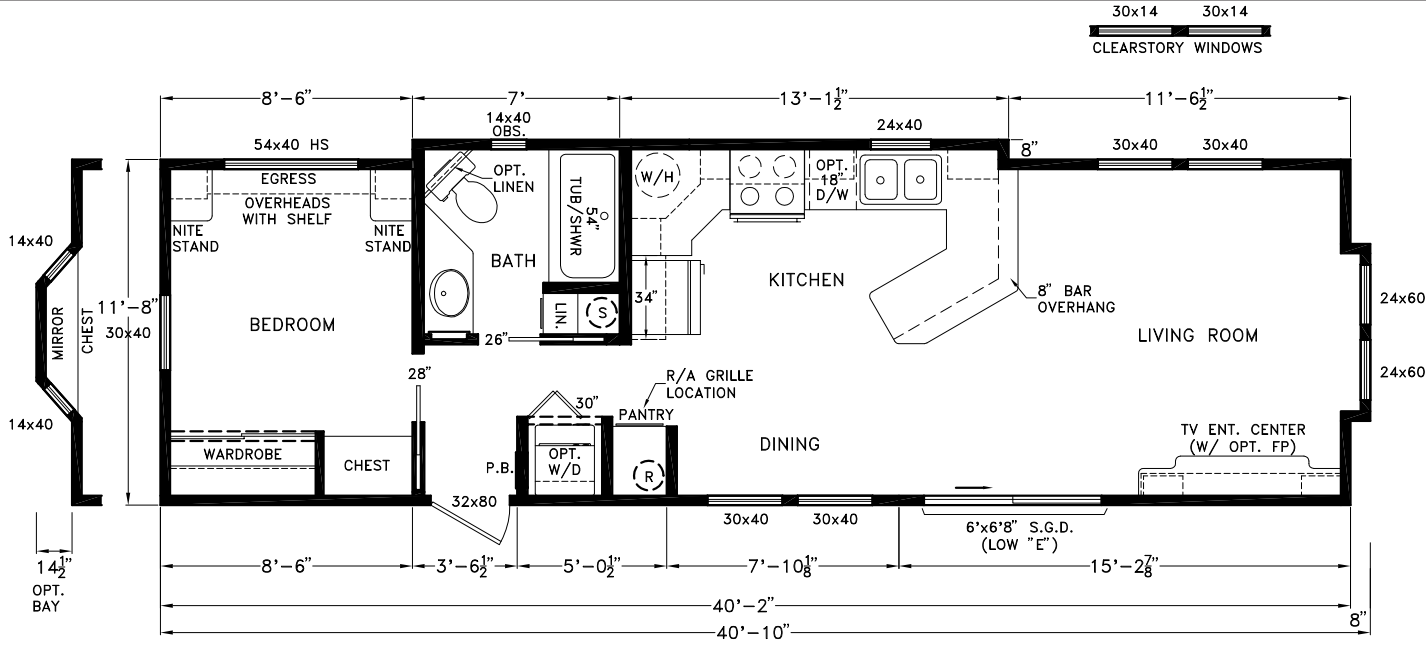 30x14 30x14
CLEARSTORY WINDOWS
8'-6" 7' 13'-1½" 11'-6½"
14x40
OBS.
24x40
54x40 HS
8"
30x40 30x40
EGRESS
OVERHEADS
WITH SHELF
NITE
STAND
NITE
STAND
OPT.
LINEN
54"
TUB/SHWR
W/H
OPT.
18"
D/W
14x40
MIRROR
CHEST
14x40
11'-8"
30x40
BEDROOM
BATH
LIN.
S
26"
34"
KITCHEN
8" BAR
OVERHANG
LIVING ROOM
24x60
24x60
28"
R/A GRILLE
LOCATION
30"
PANTRY
DINING
TV ENT. CENTER
(W/ OPT. FP)
WARDROBE
CHEST
P.B.
OPT.
W/D
R
32x80
30x40 30x40
6'x6'8" S.G.D.
(LOW "E")
14½"
OPT.
BAY
8'-6" 3'-6½" 5'-0½" 7'-10⅛" 15'-2⅞"
40'-2"
8"
40'-10"